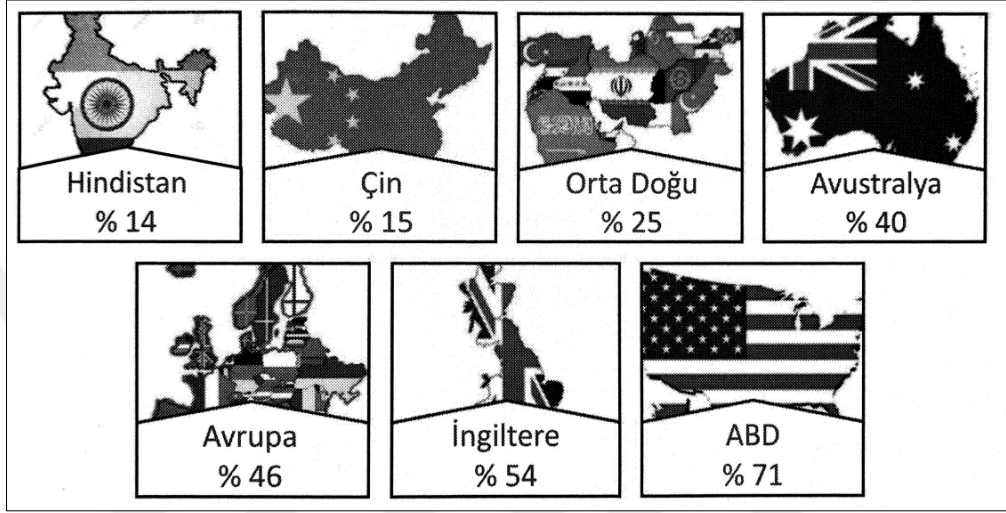 Hindistan
% 14
Çin
% 15
Orta Doğu
% 25
Avustralya
% 40
Avrupa
% 46
İngiltere
% 54
ABD
% 71